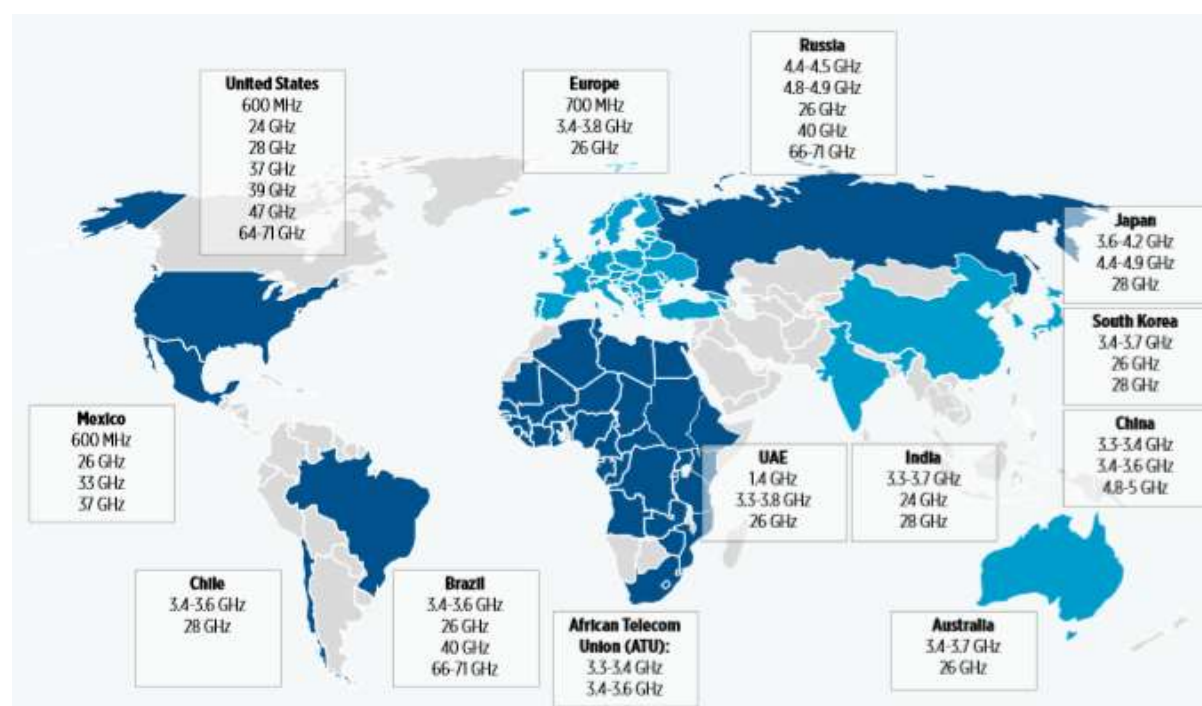 United States
600 MHz
24 GHz
28 GHz
37 GHz
39 GHz
47 GHz
64-71 GHz
Europe
700 MHz
3.4-3.8 GHz
26 GHz
Russia
4.4-4.5 GHz
4.8-4.9 GHz
26 GHz
40 GHz
66-71 GHz
Japan
3.6-4.2 GHz
4.4-4.9 GHz
28 GHz
South Korea
3.4-3.7 GHz
26 GHz
28 GHz
China
3.3-3.4 GHz
3.4-3.6 GHz
4.8-5 GHz
Mexico
600 MHz
26 GHz
33 GHz
37 GHz
UAE
1.4 GHz
3.3-3.8 GHz
26 GHz
India
3.3-3.7 GHz
24 GHz
28 GHz
Chile
3.4-3.6 GHz
28 GHz
Brazil
3.4-3.6 GHz
26 GHz
40 GHz
66-71 GHz
African Telecom
Union (ATU):
3.3-3.4 GHz
3.4-3.6 GHz
Australia
3.4-3.7 GHz
26 GHz